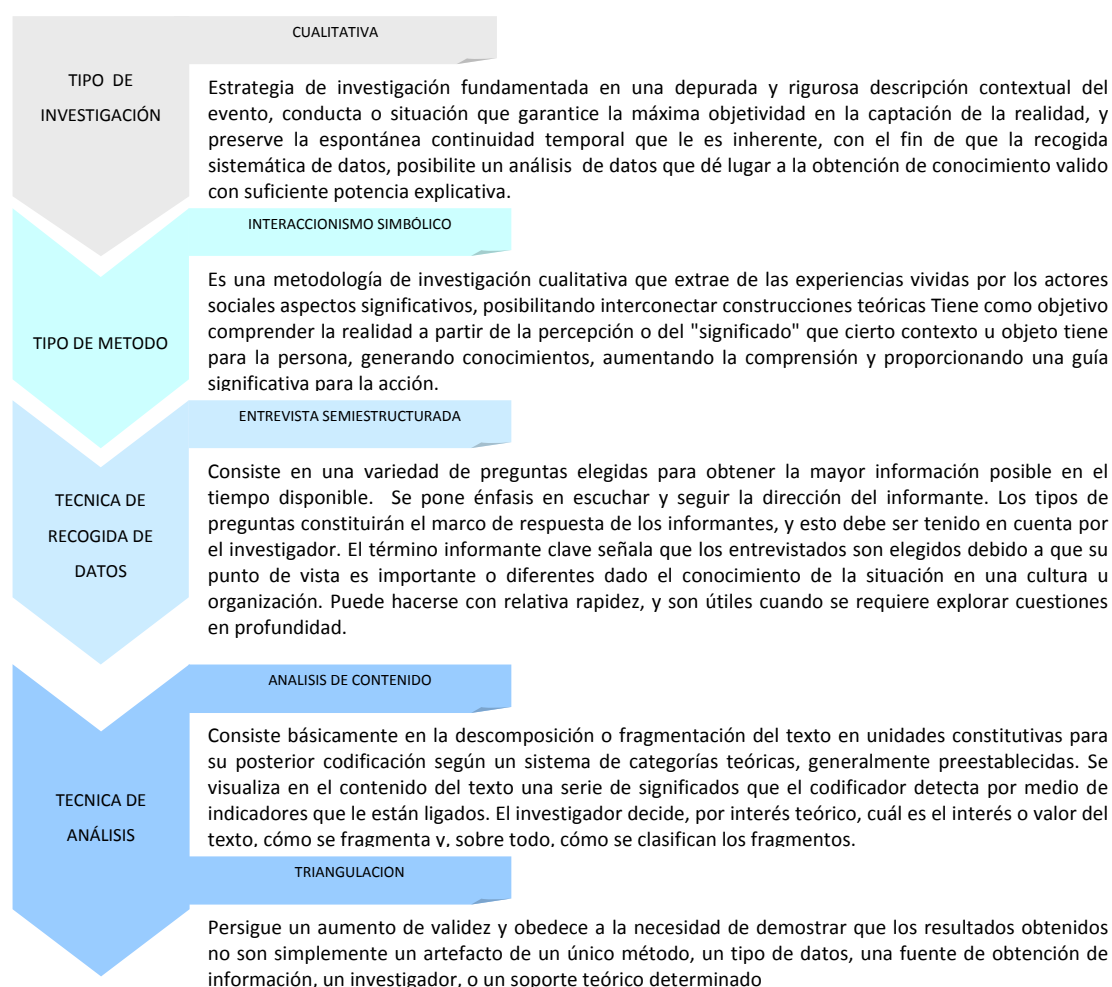 CUALITATIVA
TIPO DE
INVESTIGACIÓN
Estrategia de investigación fundamentada en una depurada y rigurosa descripción contextual del
evento, conducta o situación que garantice la máxima objetividad en la captación de la realidad, y
preserve la espontánea continuidad temporal que le es inherente, con el fin de que la recogida
sistemática de datos, posibilite un análisis de datos que dé lugar a la obtención de conocimiento valido
con suficiente potencia explicativa.
INTERACCIONISMO SIMBÓLICO
TIPO DE METODO
Es una metodología de investigación cualitativa que extrae de las experiencias vividas por los actores
sociales aspectos significativos, posibilitando interconectar construcciones teóricas Tiene como objetivo
comprender la realidad a partir de la percepción o del "significado" que cierto contexto u objeto tiene
para la persona, generando conocimientos, aumentando la comprensión y proporcionando una guía
significativa para la acción.
ENTREVISTA SEMIESTRUCTURADA
TECNICA DE
RECOGIDA DE
DATOS
Consiste en una variedad de preguntas elegidas para obtener la mayor información posible en el
tiempo disponible. Se pone énfasis en escuchar y seguir la dirección del informante. Los tipos de
preguntas constituirán el marco de respuesta de los informantes, y esto debe ser tenido en cuenta por
el investigador. El término informante clave señala que los entrevistados son elegidos debido a que su
punto de vista es importante o diferentes dado el conocimiento de la situación en una cultura u
organización. Puede hacerse con relativa rapidez, y son útiles cuando se requiere explorar cuestiones
en profundidad.
ANALISIS DE CONTENIDO
TECNICA DE
ANÁLISIS
Consiste básicamente en la descomposición o fragmentación del texto en unidades constitutivas para
su posterior codificación según un sistema de categorías teóricas, generalmente preestablecidas. Se
visualiza en el contenido del texto una serie de significados que el codificador detecta por medio de
indicadores que le están ligados. El investigador decide, por interés teórico, cuál es el interés o valor del
texto, cómo se fragmenta y, sobre todo, cómo se clasifican los fragmentos.
TRIANGULACION
Persigue un aumento de validez y obedece a la necesidad de demostrar que los resultados obtenidos
no son simplemente un artefacto de un único método, un tipo de datos, una fuente de obtención de
información, un investigador, o un soporte teórico determinado